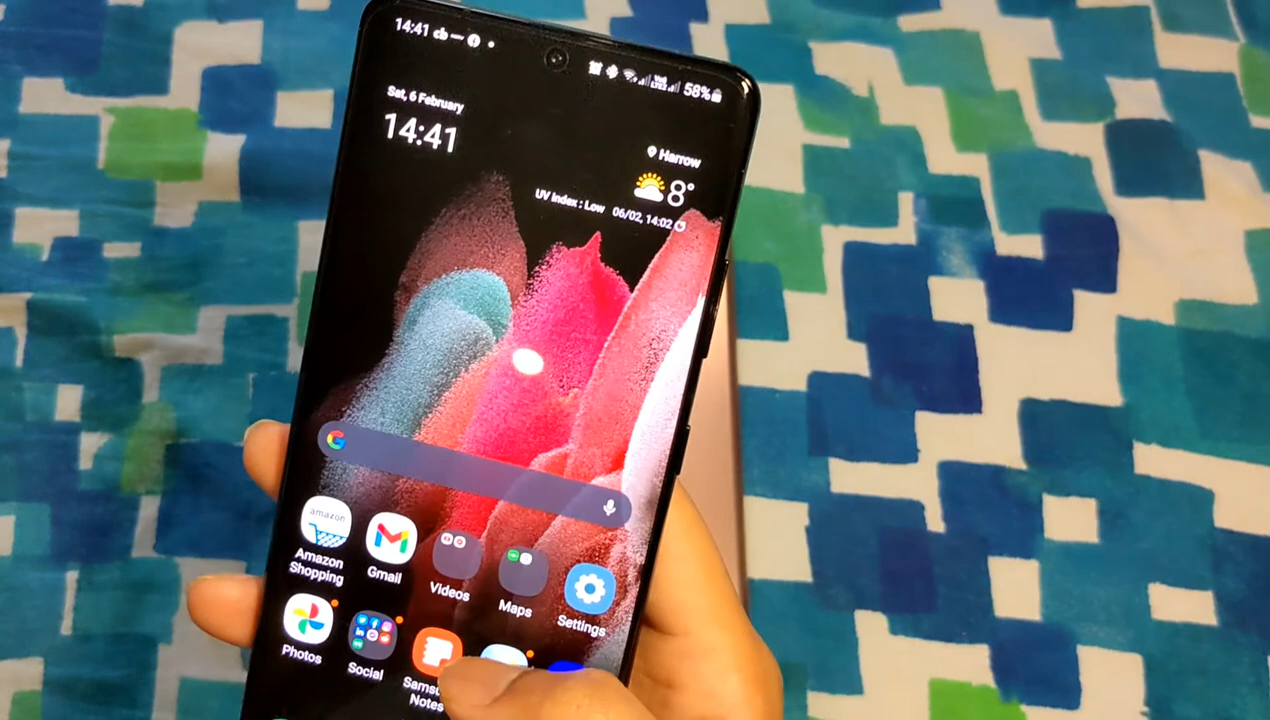 14:41
58%
Sat, 6 February
14:41
Harrow
8°
UV Index : Low 06/02, 14:02
amazon
Amazon
Shopping
Gmail
Videos
Maps
Settings
Photos
Social
Notes